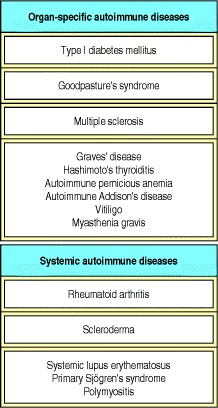 Organ-specific autoimmune diseases
Type I diabetes mellitus
Goodpasture's syndrome
Multiple sclerosis
Graves' disease
Hashimoto's thyroiditis
Autoimmune pernicious anemia
Autoimmune Addison's disease
Vitiligo
Myasthenia gravis
Systemic autoimmune diseases
Rheumatoid arthritis
Scleroderma
Systemic lupus erythematosus
Primary Sjögren's syndrome
Polymyositis